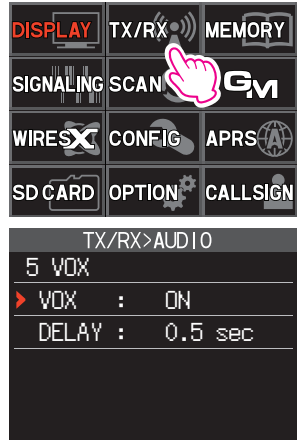 DISPLAY TX/RX MEMORY
SIGNALING SCAN GM
WIRES X CONFIG APRS
SD CARD OPTION CALLSIGN
TX/RX>AUDIO
5 VOX
VOX : ON
DELAY : 0.5 sec